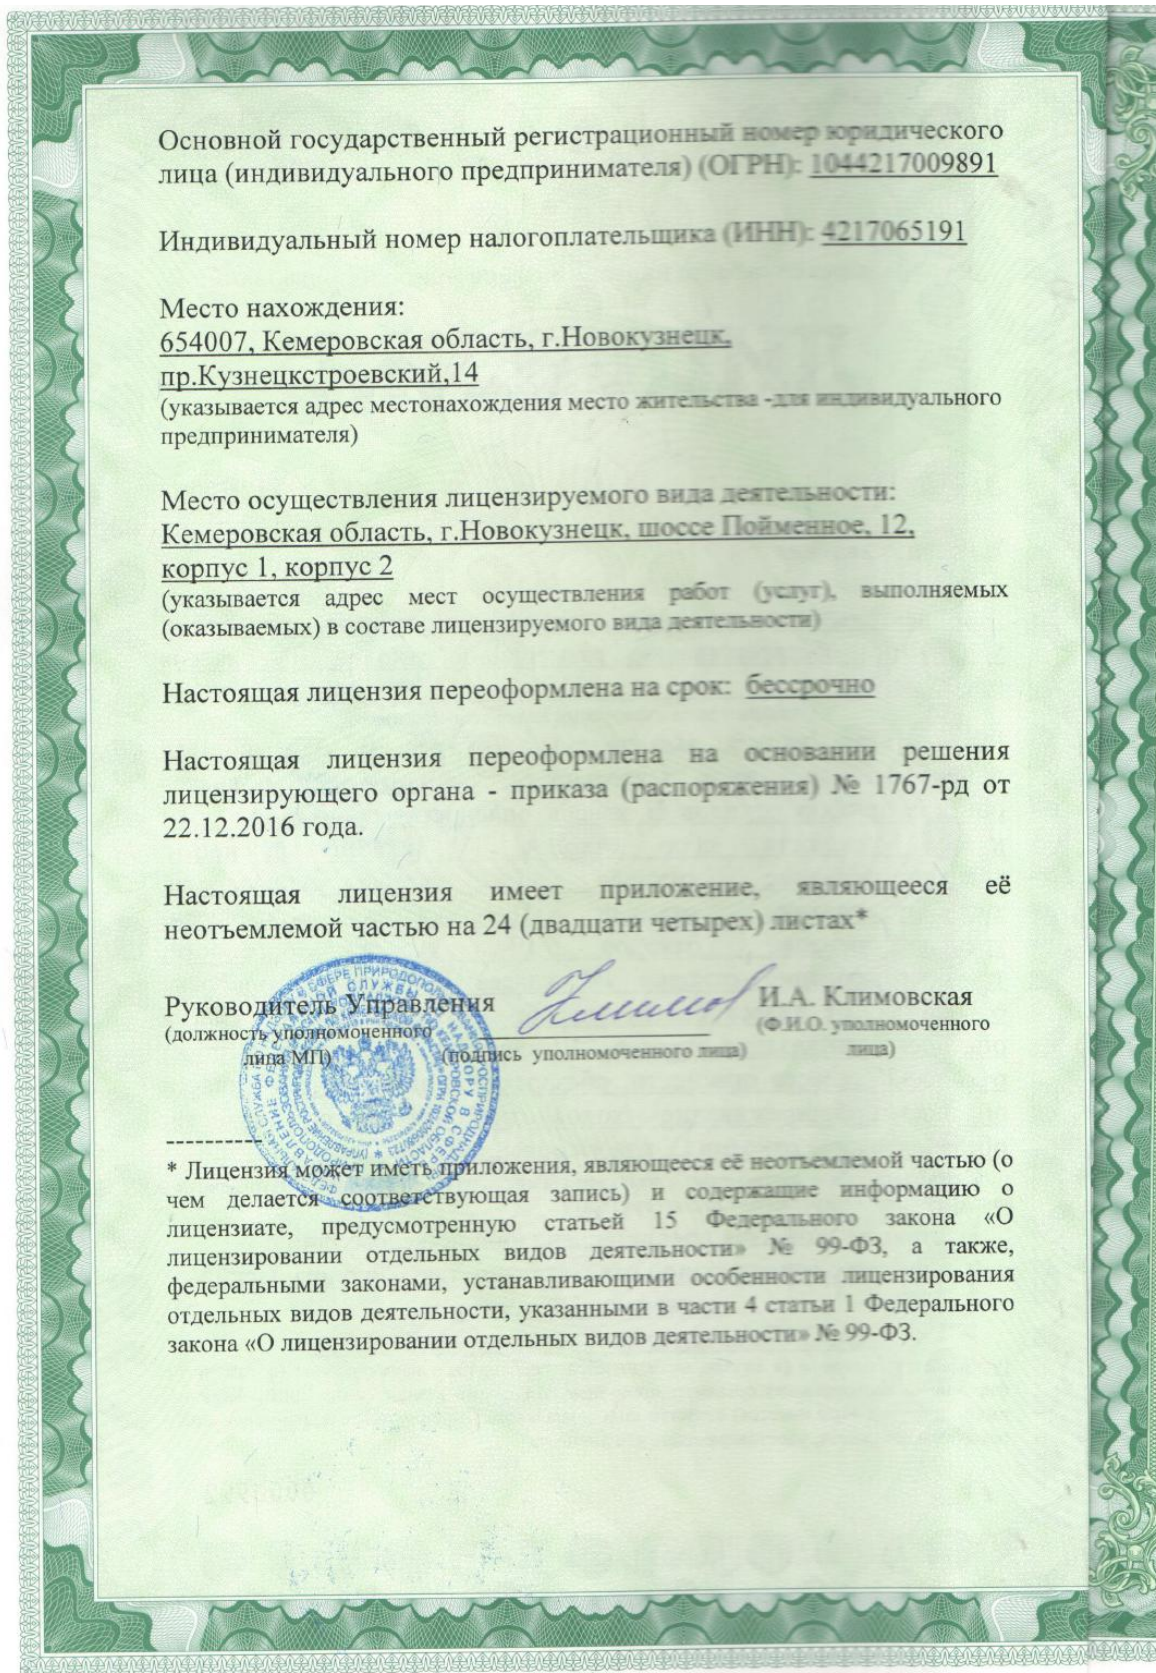 Основной государственный регистрационный номер юридического
лица (индивидуального предпринимателя) (ОГРН): 1044217009891
Индивидуальный номер налогоплательщика (ИНН): 4217065191
Место нахождения:
654007, Кемеровская область, г.Новокузнецк,
пр.Кузнецкстроевский,14
(указывается адрес местонахождения место жительства -для индивидуального
предпринимателя)
Место осуществления лицензируемого вида деятельности:
Кемеровская область, г.Новокузнецк, шоссе Пойменное, 12,
корпус 1, корпус 2
(указывается адрес мест осуществления работ (услуг), выполняемых
(оказываемых) в составе лицензируемого вида деятельности)
Настоящая лицензия переоформлена на срок: бессрочно
Настоящая лицензия переоформлена на основании решения
лицензирующего органа - приказа (распоряжения) № 1767-рд от
22.12.2016 года.
Настоящая лицензия имеет приложение, являющееся её
неотъемлемой частью на 24 (двадцати четырех) листах*
Руководитель Управления И.А. Климовская
(должность уполномоченного (Ф.И.О. уполномоченного
лица МП) (подпись уполномоченного лица) лица)
----------
* Лицензия может иметь приложения, являющееся её неотъемлемой частью (о
чем делается соответствующая запись) и содержащие информацию о
лицензиате, предусмотренную статьей 15 Федерального закона «О
лицензировании отдельных видов деятельности» № 99-ФЗ, а также,
федеральными законами, устанавливающими особенности лицензирования
отдельных видов деятельности, указанными в части 4 статьи 1 Федерального
закона «О лицензировании отдельных видов деятельности» № 99-ФЗ.